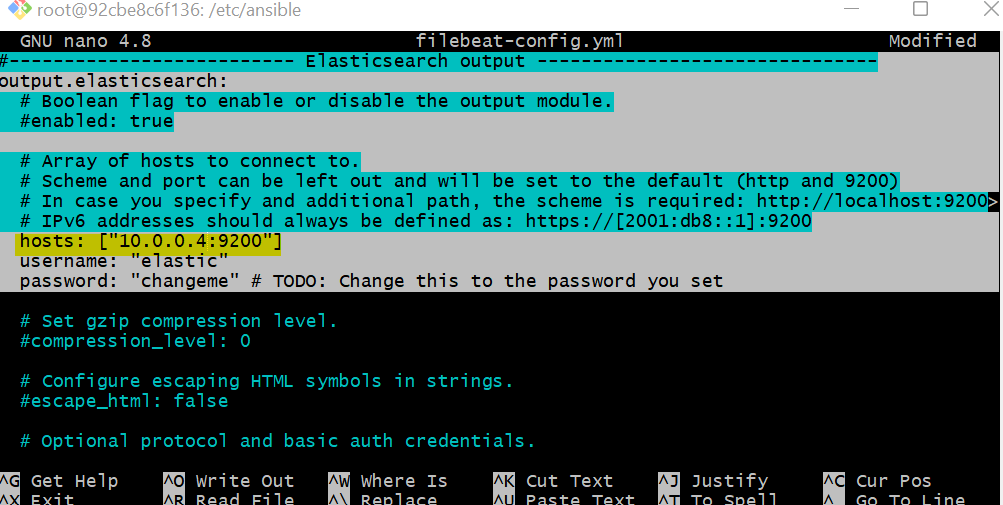 root@92cbe8c6f136: /etc/ansible
GNU nano 4.8 filebeat-config.yml Modified
#--------------------------- Elasticsearch output --------------------------------
output.elasticsearch:
  # Boolean flag to enable or disable the output module.
  #enabled: true
  # Array of hosts to connect to.
  # Scheme and port can be left out and will be set to the default (http and 9200)
  # In case you specify and additional path, the scheme is required: http://localhost:9200>
  # IPv6 addresses should always be defined as: https://[2001:db8::1]:9200
  hosts: ["10.0.0.4:9200"]
  username: "elastic"
  password: "changeme" # TODO: Change this to the password you set
  # Set gzip compression level.
  #compression_level: 0
  # Configure escaping HTML symbols in strings.
  #escape_html: false
  # Optional protocol and basic auth credentials.
^G Get Help ^O Write Out ^W Where Is ^K Cut Text ^J Justify ^C Cur Pos
^X Exit ^R Read File ^\ Replace ^U Paste Text ^T To Spell ^_ Go To Line